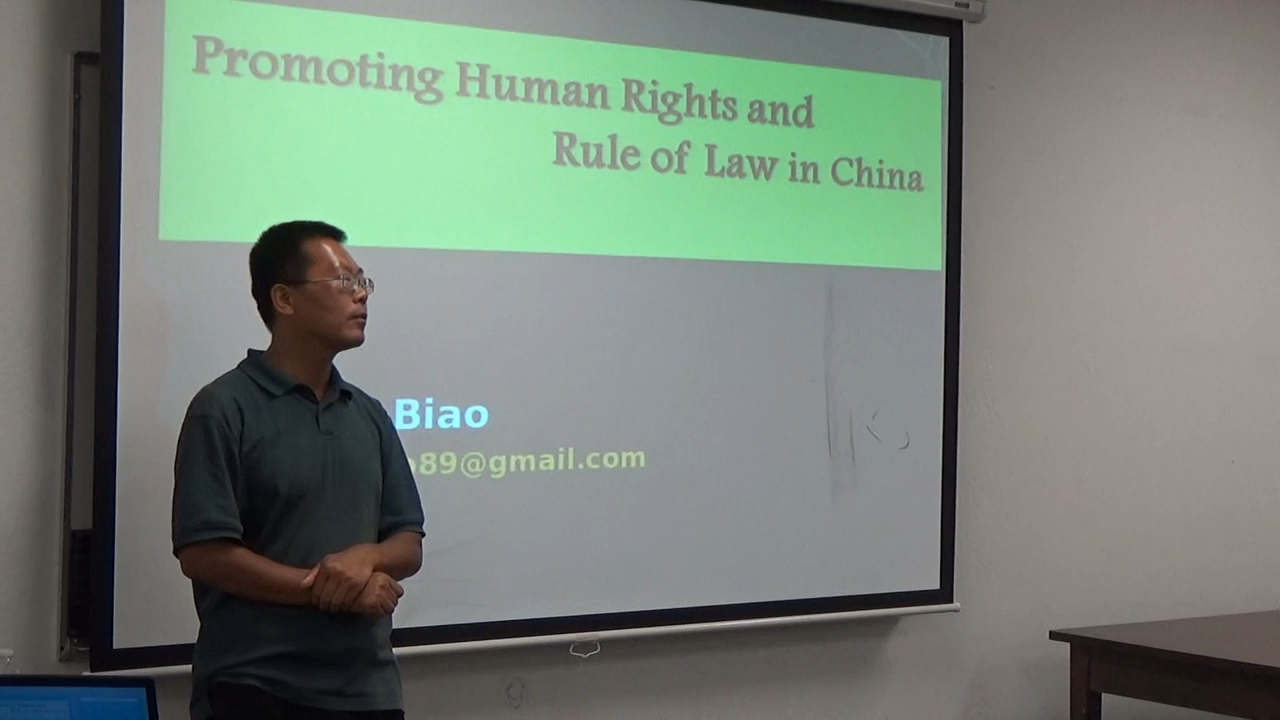 Promoting Human Rights and
Rule of Law in China
Biao
89@gmail.com